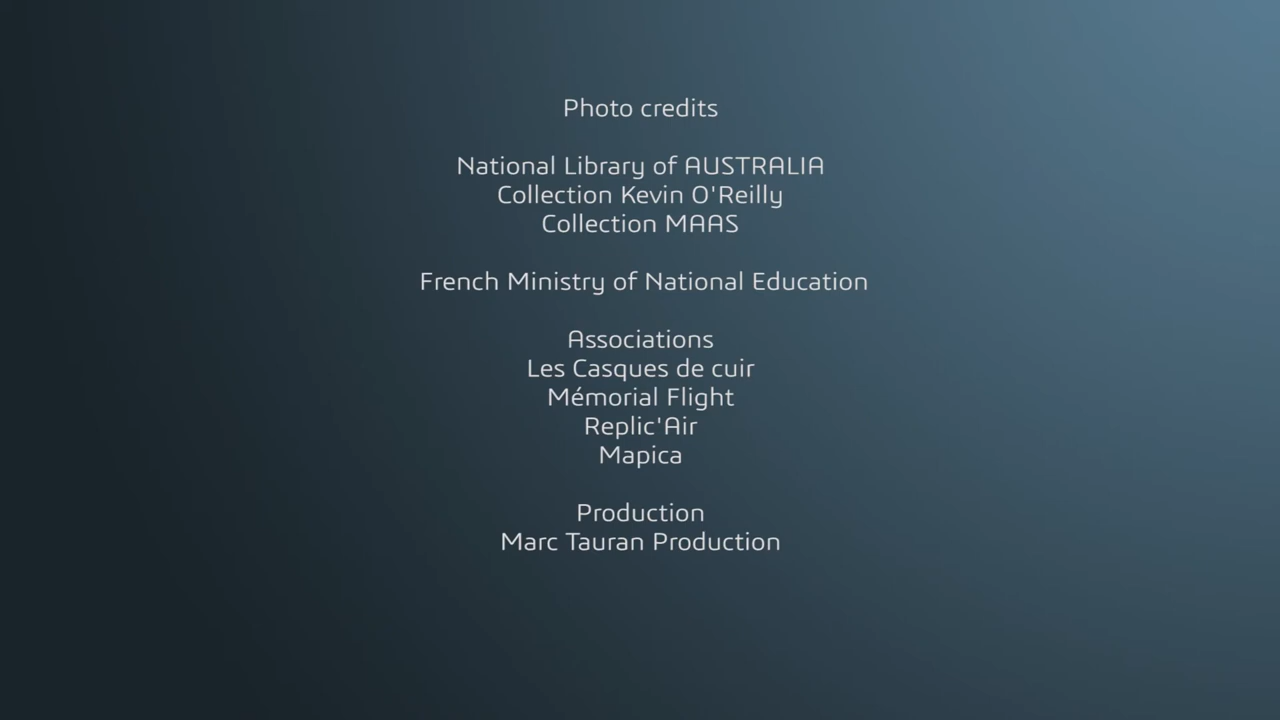 Photo credits
National Library of AUSTRALIA
Collection Kevin O'Reilly
Collection MAAS
French Ministry of National Education
Associations
Les Casques de cuir
Mémorial Flight
Replic'Air
Mapica
Production
Marc Tauran Production